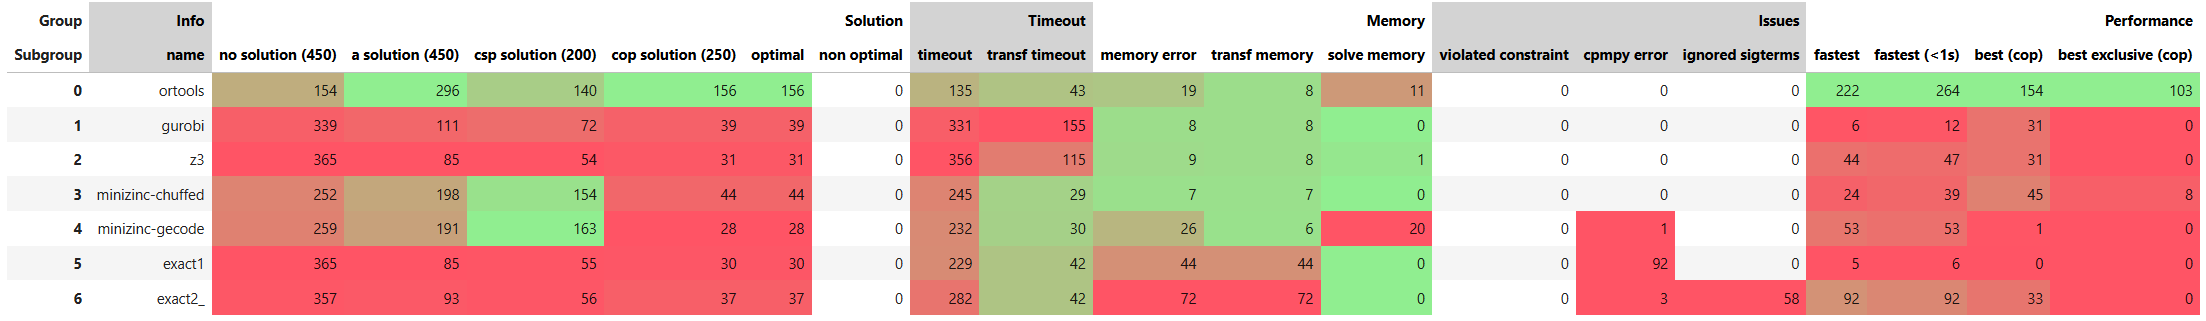 Group Info Solution Timeout Memory Issues Performance
Subgroup name no solution (450) a solution (450) csp solution (200) cop solution (250) optimal non optimal timeout transf timeout memory error transf memory solve memory violated constraint cpmpy error ignored sigterms fastest fastest (<1s) best (cop) best exclusive (cop)
0 ortools 154 296 140 156 156 0 135 43 19 8 11 0 0 0 222 264 154 103
1 gurobi 339 111 72 39 39 0 331 155 8 8 0 0 0 0 6 12 31 0
2 z3 365 85 54 31 31 0 356 115 9 8 1 0 0 0 44 47 31 0
3 minizinc-chuffed 252 198 154 44 44 0 245 29 7 7 0 0 0 0 24 39 45 8
4 minizinc-gecode 259 191 163 28 28 0 232 30 26 6 20 0 1 0 53 53 1 0
5 exact1 365 85 55 30 30 0 229 42 44 44 0 0 92 0 5 6 0 0
6 exact2_ 357 93 56 37 37 0 282 42 72 72 0 0 3 58 92 92 33 0